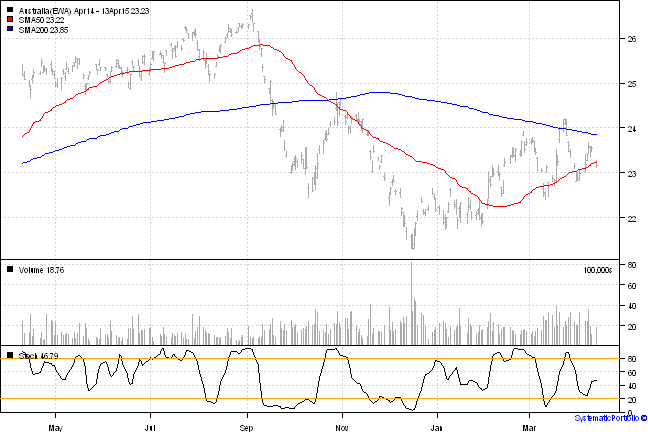 Australia(EWA) Apr14 - 13Apr15 23.23
SMA50 23.22
SMA200 23.85
26
25
24
23
22
Volume 18.76
100,000s
80
60
40
20
Stoch 46.79
80
60
40
20
0
May
Jul
Sep
Nov
Jan
Mar
SystematicPortfolio ©